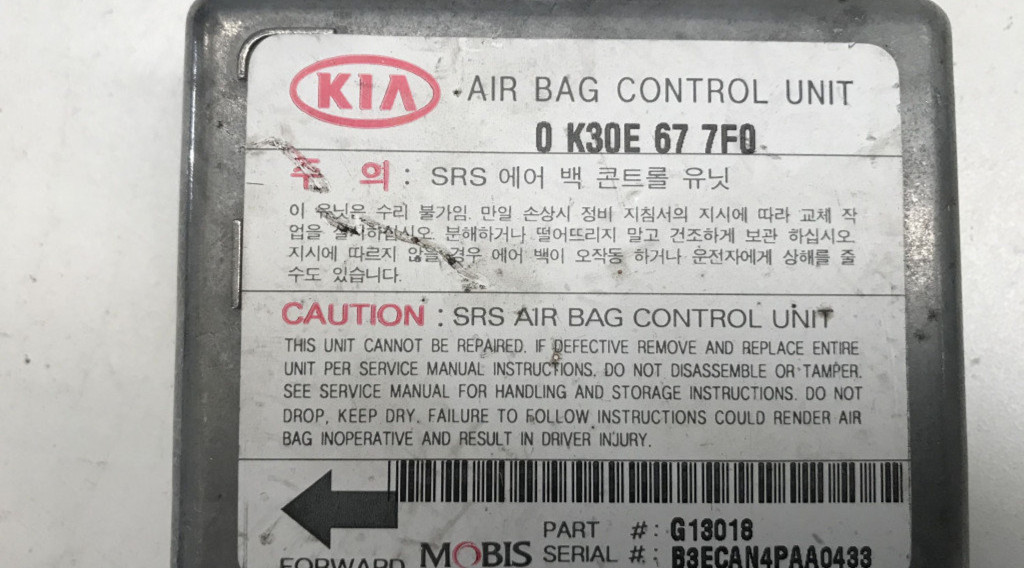 KIA AIR BAG CONTROL UNIT
0 K30E 67 7F0
주 의 : SRS 에어 백 콘트롤 유닛
이 유닛은 수리 불가임. 만일 손상시 정비 지침서의 지시에 따라 교체 작
업을 실시하십시오. 분해하거나 떨어뜨리지 말고 건조하게 보관 하십시오.
지시에 따르지 않을 경우 에어 백이 오작동 하거나 운전자에게 상해를 줄
수도 있습니다.
CAUTION : SRS AIR BAG CONTROL UNIT
THIS UNIT CANNOT BE REPAIRED. IF DEFECTIVE REMOVE AND REPLACE ENTIRE
UNIT PER SERVICE MANUAL INSTRUCTIONS. DO NOT DISASSEMBLE OR TAMPER.
SEE SERVICE MANUAL FOR HANDLING AND STORAGE INSTRUCTIONS. DO NOT
DROP, KEEP DRY. FAILURE TO FOLLOW INSTRUCTIONS COULD RENDER AIR
BAG INOPERATIVE AND RESULT IN DRIVER INJURY.
PART #: G13018
FORWARD MOBIS SERIAL #: B3ECAN4PAA0433